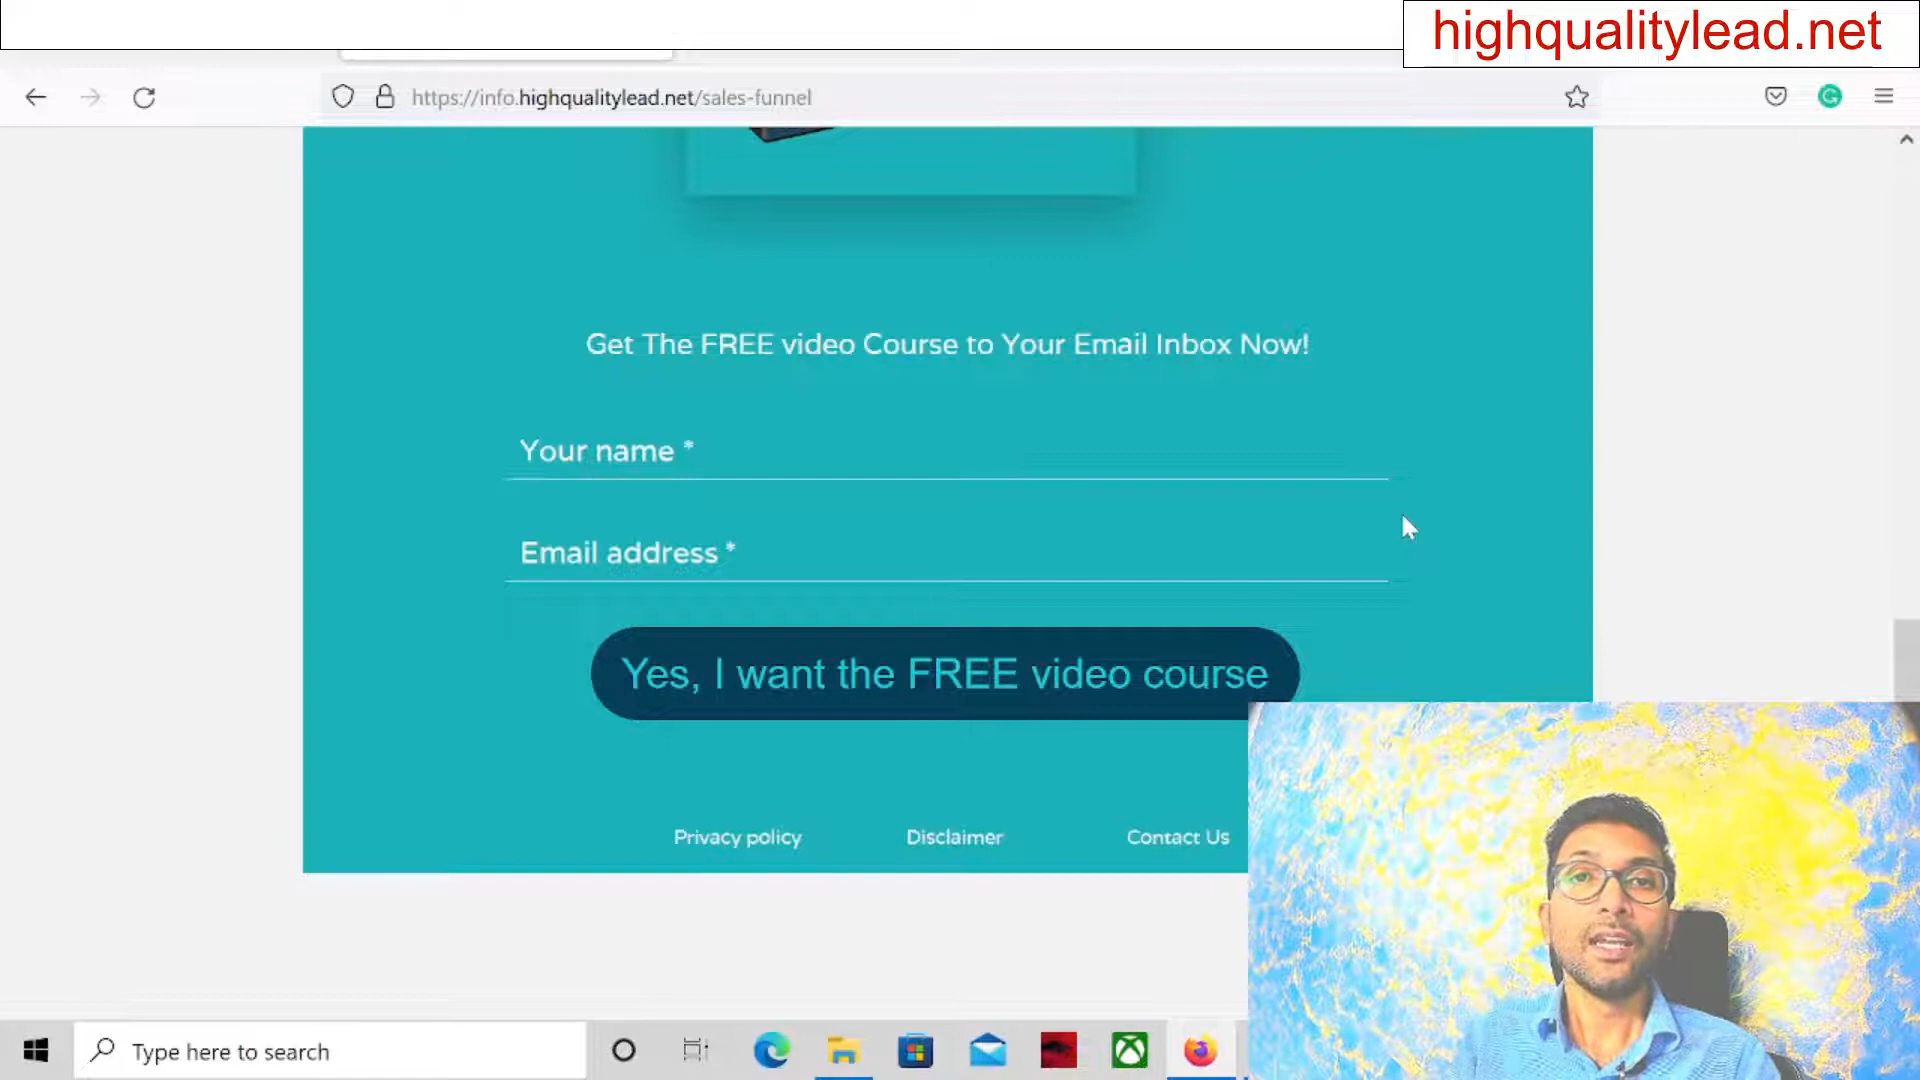 highqualitylead.net
https://info.highqualitylead.net/sales-funnel
Get The FREE video Course to Your Email Inbox Now!
Your name *
Email address *
Yes, I want the FREE video course
Privacy policy
Disclaimer
Contact Us
Type here to search